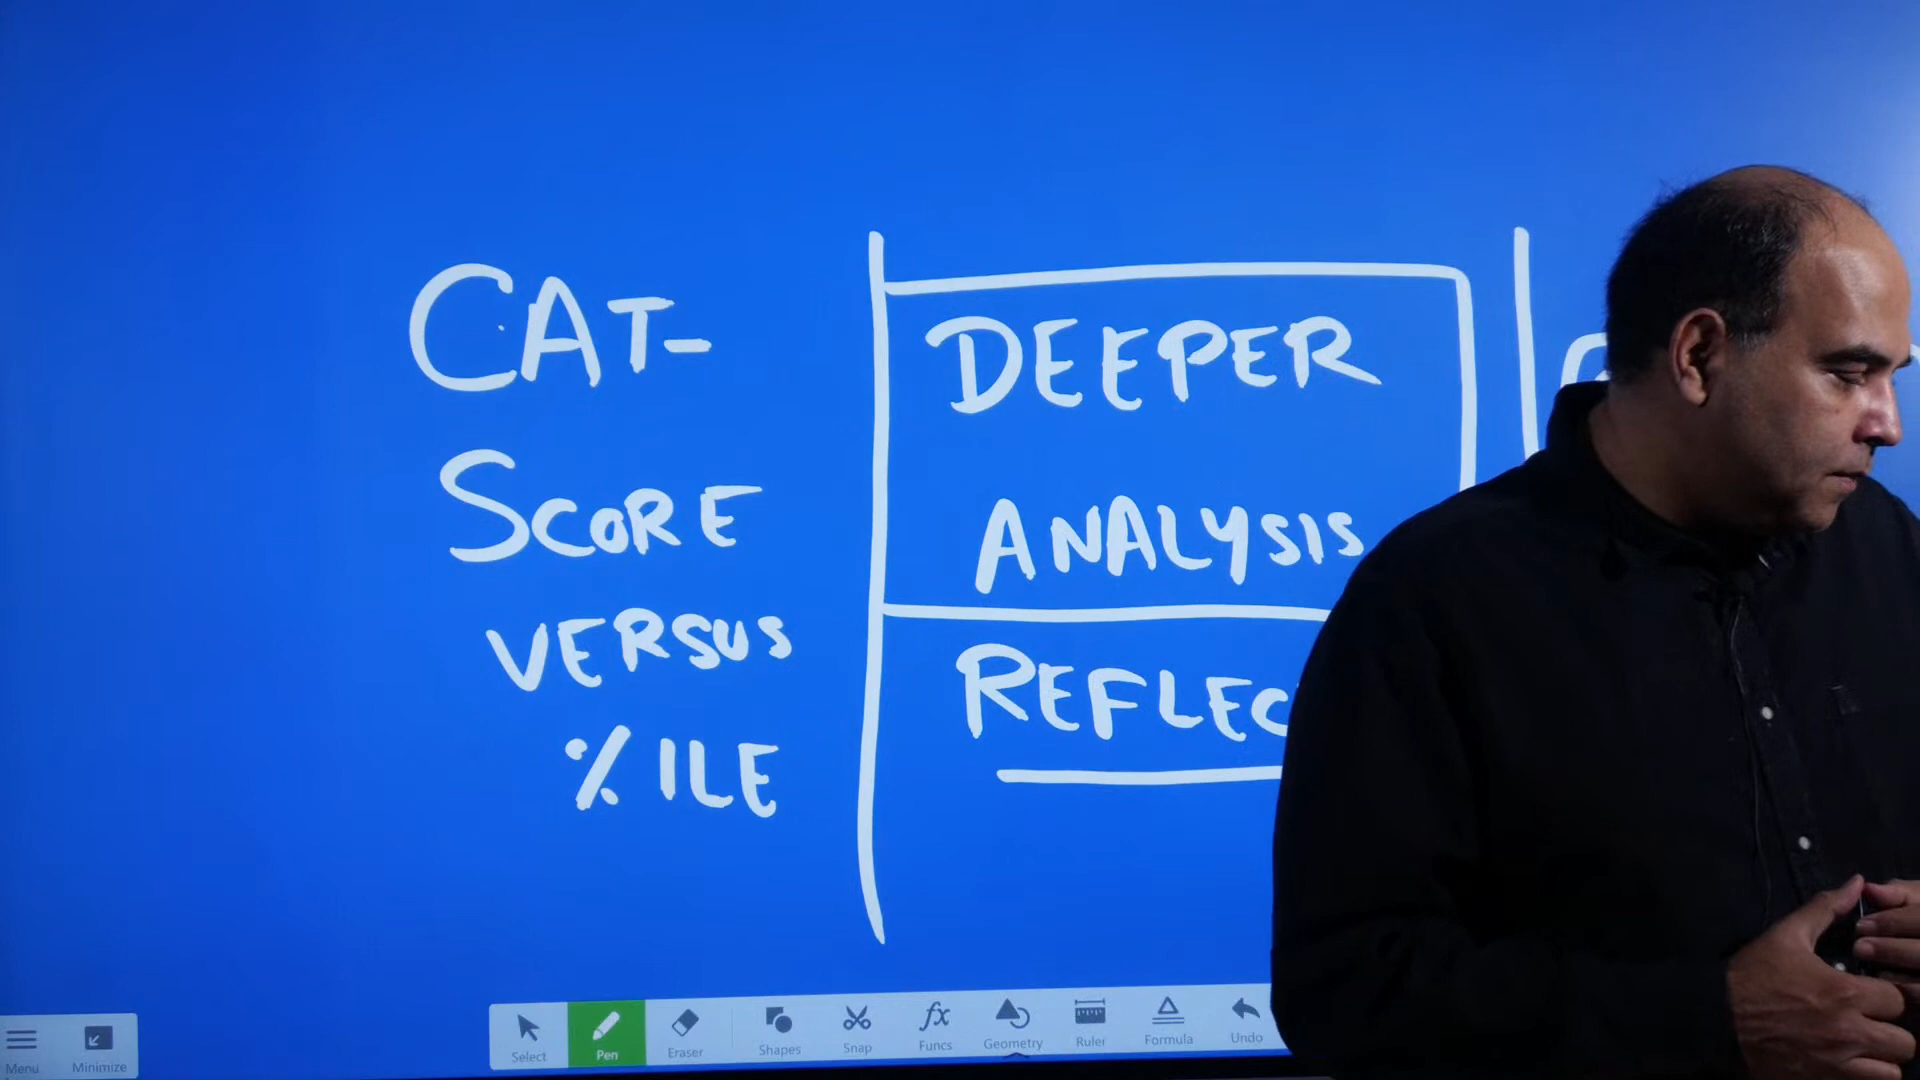 CAT-
SCORE
VERSUS
%ILE
DEEPER
ANALYSIS
Menu
Minimize
Select
Pen
Eraser
Shapes
Snap
fx
Funcs
Geometry
Ruler
Formula
Undo